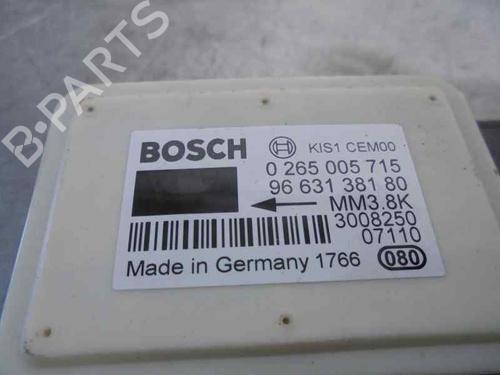 B-PARTS
BOSCH KIS1 CEM00
0 265 005 715
96 631 381 80
MM3.8K
3008250
07110
Made in Germany 1766 080